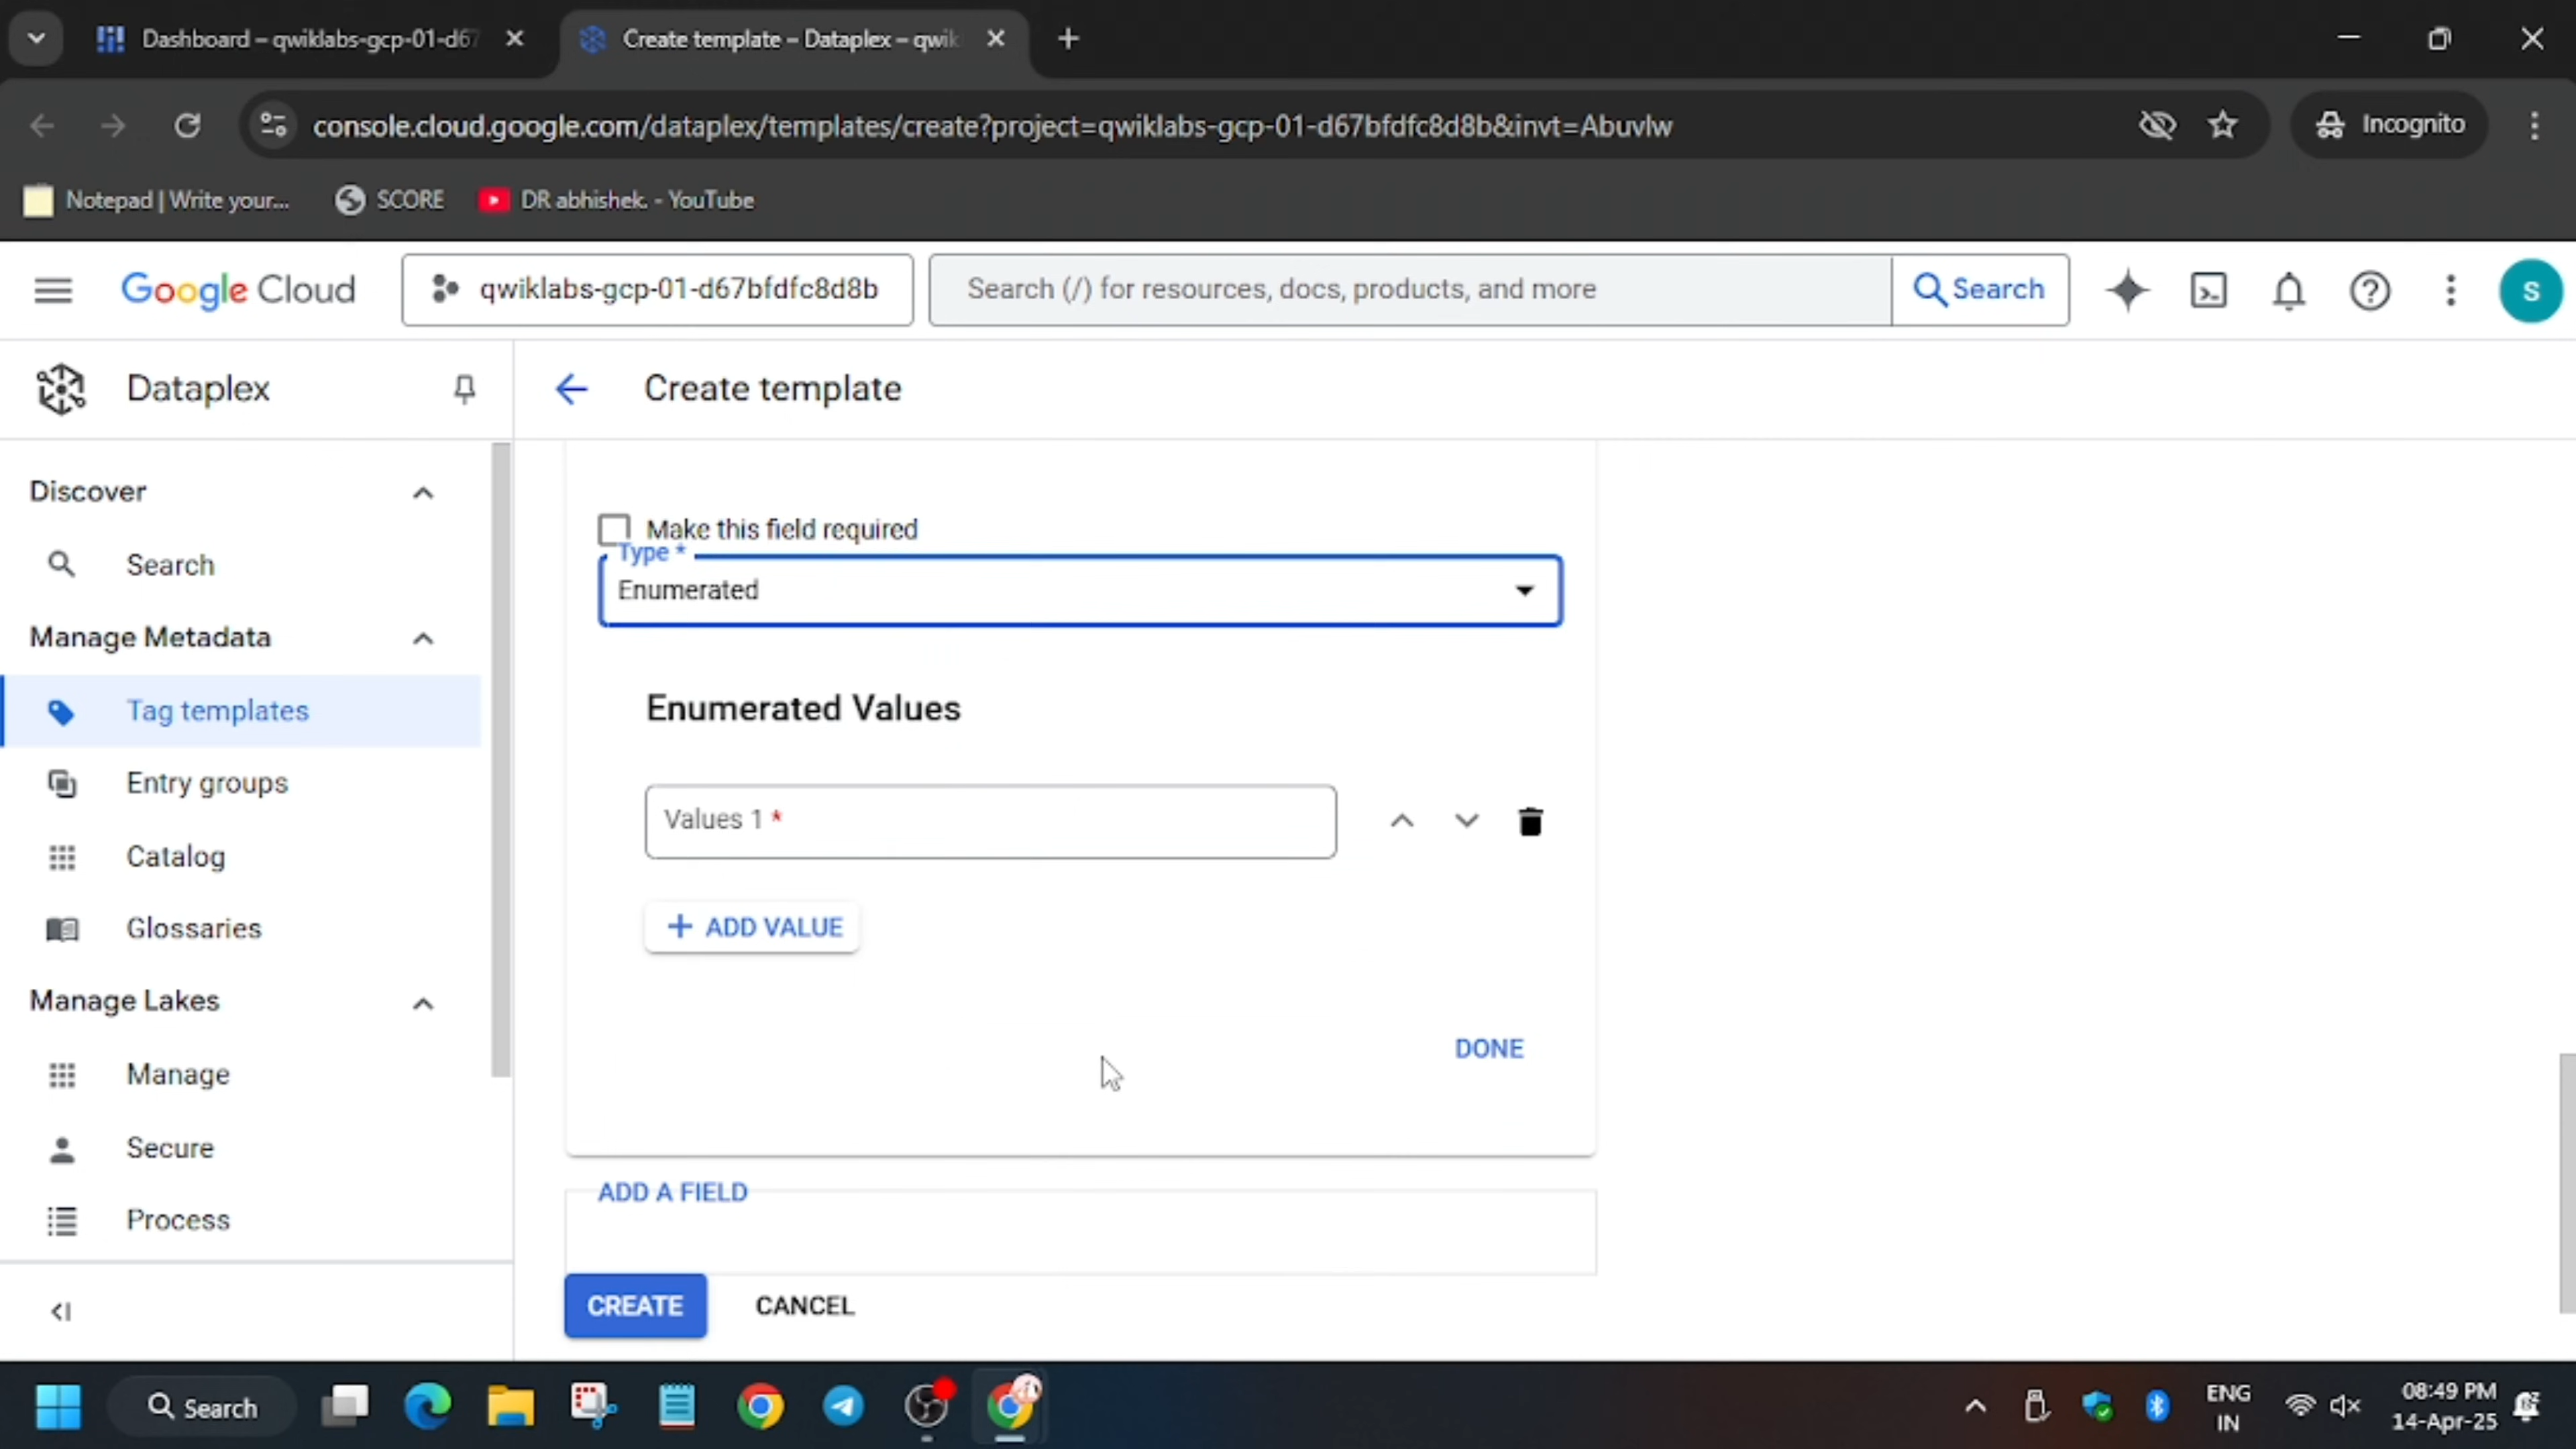 Dashboard – qwiklabs-gcp-01-d67
Create template – Dataplex – qwik
console.cloud.google.com/dataplex/templates/create?project=qwiklabs-gcp-01-d67bfdfc8d8b&invt=Abuvlw
Incognito
Notepad | Write your...
SCORE
DR abhishek. - YouTube
Google Cloud
qwiklabs-gcp-01-d67bfdfc8d8b
Search (/) for resources, docs, products, and more
Search
S
Dataplex
Create template
Discover
Search
Manage Metadata
Tag templates
Entry groups
Catalog
Glossaries
Manage Lakes
Manage
Secure
Process
Make this field required
Type *
Enumerated
Enumerated Values
Values 1 *
+ ADD VALUE
DONE
ADD A FIELD
CREATE
CANCEL
Search
ENG
IN
08:49 PM
14-Apr-25